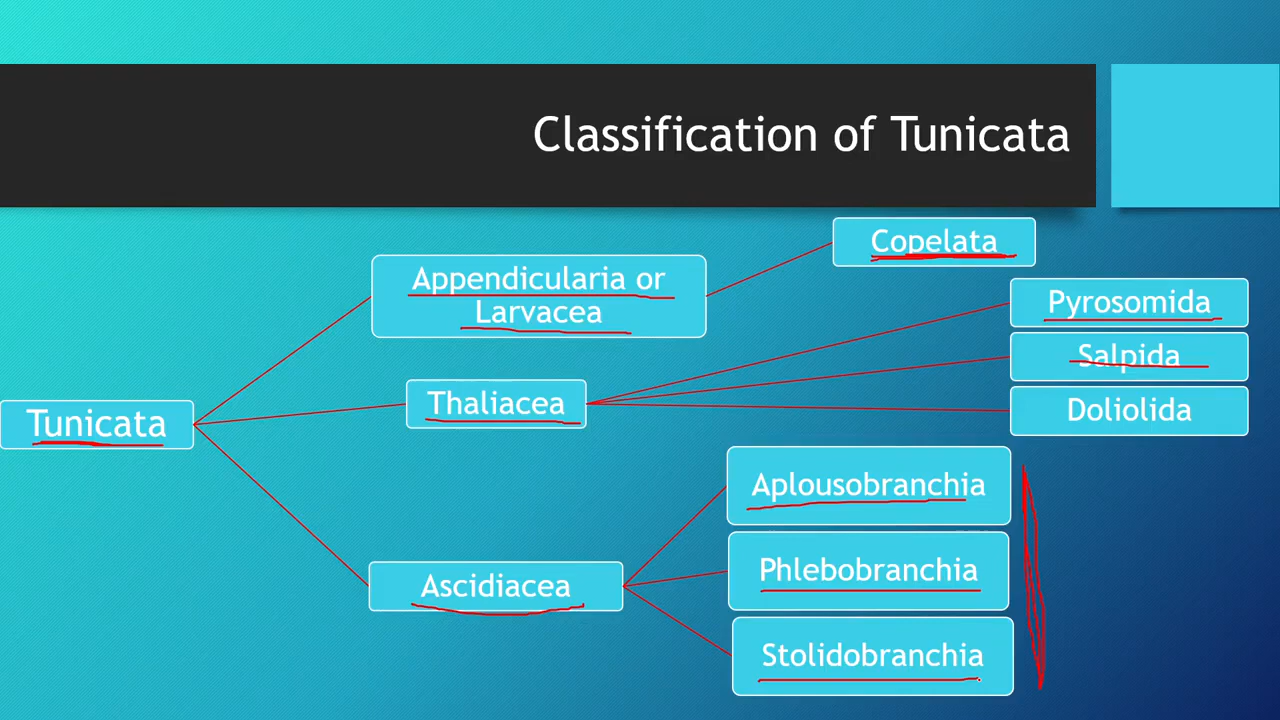 Classification of Tunicata
Copelata
Appendicularia or
Larvacea
Pyrosomida
Salpida
Thaliacea
Doliolida
Tunicata
Aplousobranchia
Phlebobranchia
Ascidiacea
Stolidobranchia